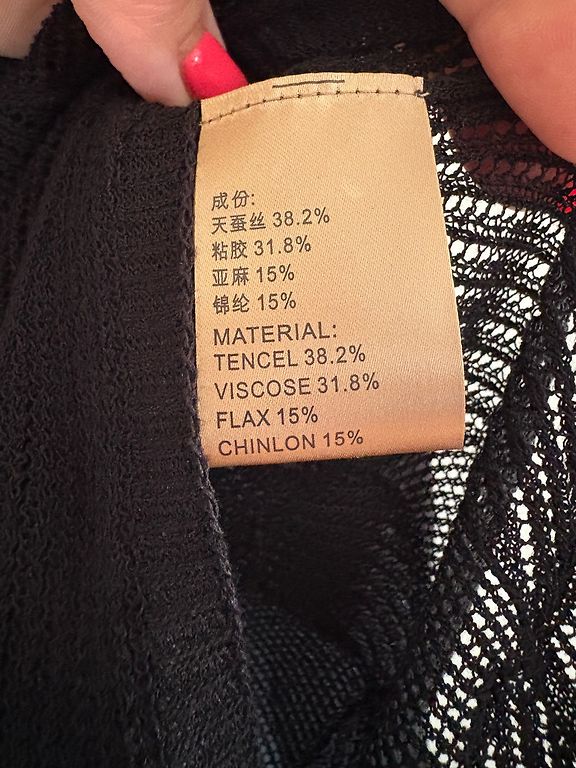 成份:
天蚕丝 38.2%
粘胶 31.8%
亚麻 15%
锦纶 15%
MATERIAL:
TENCEL 38.2%
VISCOSE 31.8%
FLAX 15%
CHINLON 15%